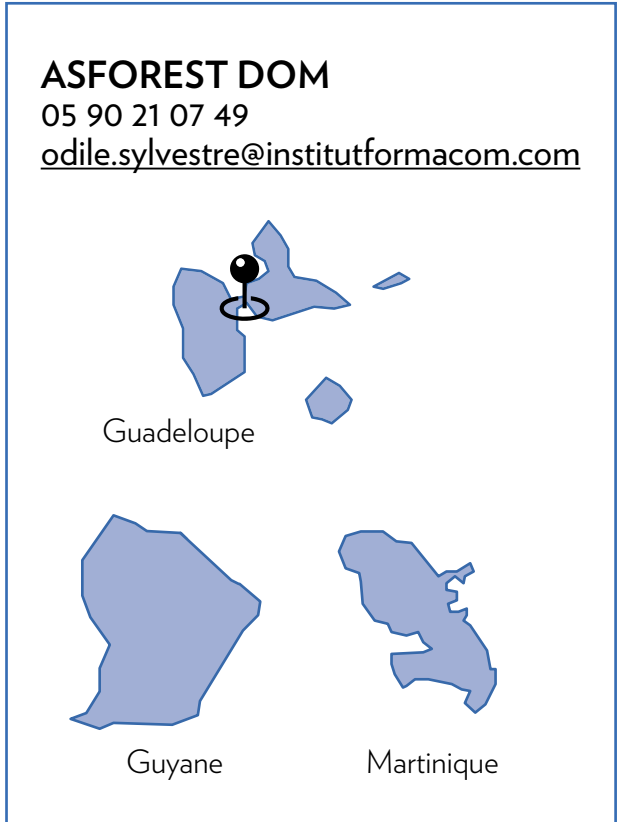 ASFOREST DOM
05 90 21 07 49
odile.sylvestre@institutformacom.com
Guadeloupe
Guyane
Martinique